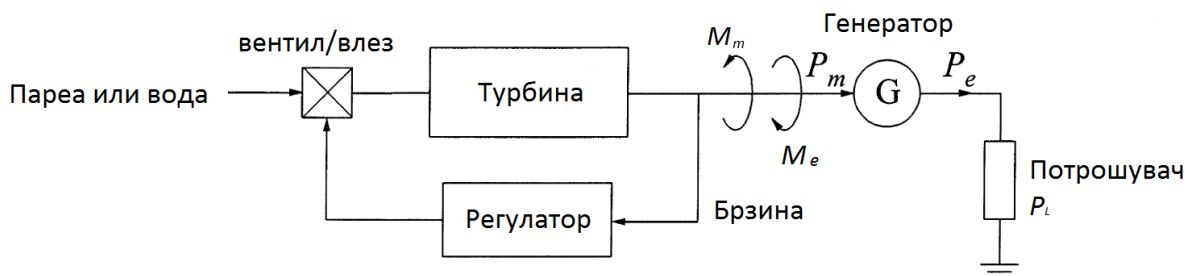 Генератор
вентил/влез
Mm
Pm
Pe
Пареа или вода
Турбина
G
Me
Потрошувач
PL
Регулатор
Брзина